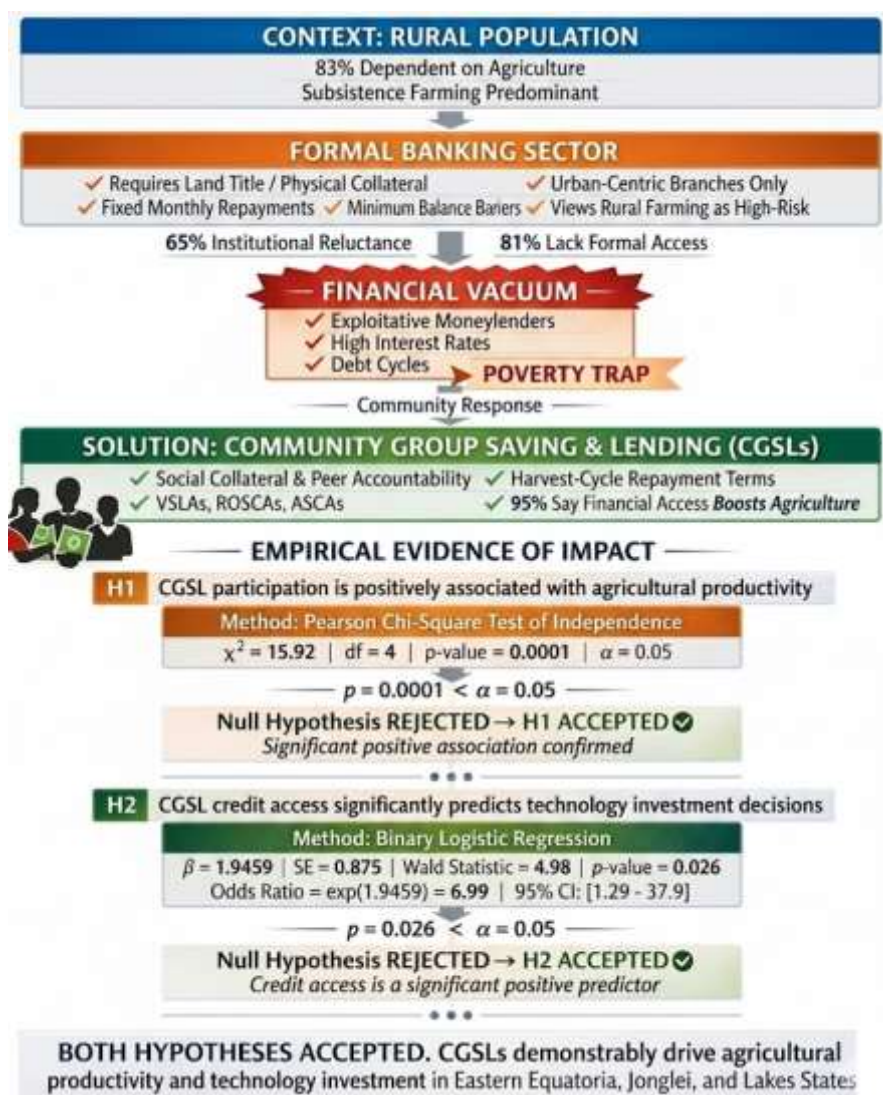 CONTEXT: RURAL POPULATION
83% Dependent on Agriculture
Subsistence Farming Predominant
FORMAL BANKING SECTOR
✓ Requires Land Title / Physical Collateral ✓ Urban-Centric Branches Only
✓ Fixed Monthly Repayments ✓ Minimum Balance Bariers ✓ Views Rural Farming as High-Risk
65% Institutional Reluctance 81% Lack Formal Access
FINANCIAL VACUUM
✓ Exploitative Moneylenders
✓ High Interest Rates
✓ Debt Cycles
POVERTY TRAP
Community Response
SOLUTION: COMMUNITY GROUP SAVING & LENDING (CGSLs)
✓ Social Collateral & Peer Accountability ✓ Harvest-Cycle Repayment Terms
✓ VSLAs, ROSCAs, ASCAs ✓ 95% Say Financial Access Boosts Agriculture
EMPIRICAL EVIDENCE OF IMPACT
H1 CGSL participation is positively associated with agricultural productivity
Method: Pearson Chi-Square Test of Independence
χ² = 15.92 | df = 4 | p-value = 0.0001 | α = 0.05
p = 0.0001 < α = 0.05
Null Hypothesis REJECTED → H1 ACCEPTED ✓
Significant positive association confirmed
H2 CGSL credit access significantly predicts technology investment decisions
Method: Binary Logistic Regression
β = 1.9459 | SE = 0.875 | Wald Statistic = 4.98 | p-value = 0.026
Odds Ratio = exp(1.9459) = 6.99 | 95% CI: [1.29 - 37.9]
p = 0.026 < α = 0.05
Null Hypothesis REJECTED → H2 ACCEPTED ✓
Credit access is a significant positive predictor
BOTH HYPOTHESES ACCEPTED. CGSLs demonstrably drive agricultural
productivity and technology investment in Eastern Equatoria, Jonglei, and Lakes States